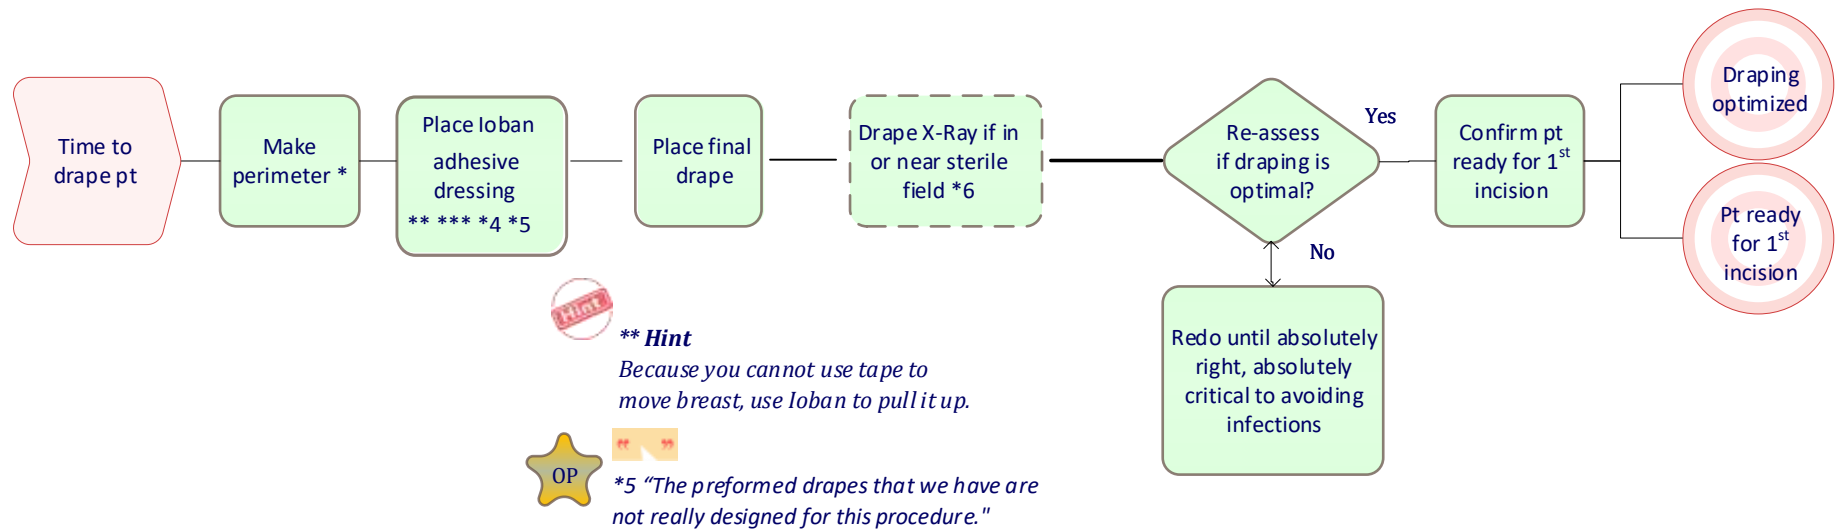 Time to
drape pt
Make
perimeter *
Place Ioban
adhesive
dressing
** *** *4 *5
Place final
drape
Drape X-Ray if in
or near sterile
field *6
Re-assess
if draping is
optimal?
Yes
No
Redo until absolutely
right, absolutely
critical to avoiding
infections
Confirm pt
ready for 1st
incision
Draping
optimized
Pt ready
for 1st
incision
Hint
** Hint
Because you cannot use tape to
move breast, use Ioban to pull it up.
OP
“ ”
*5 “The preformed drapes that we have are
not really designed for this procedure."